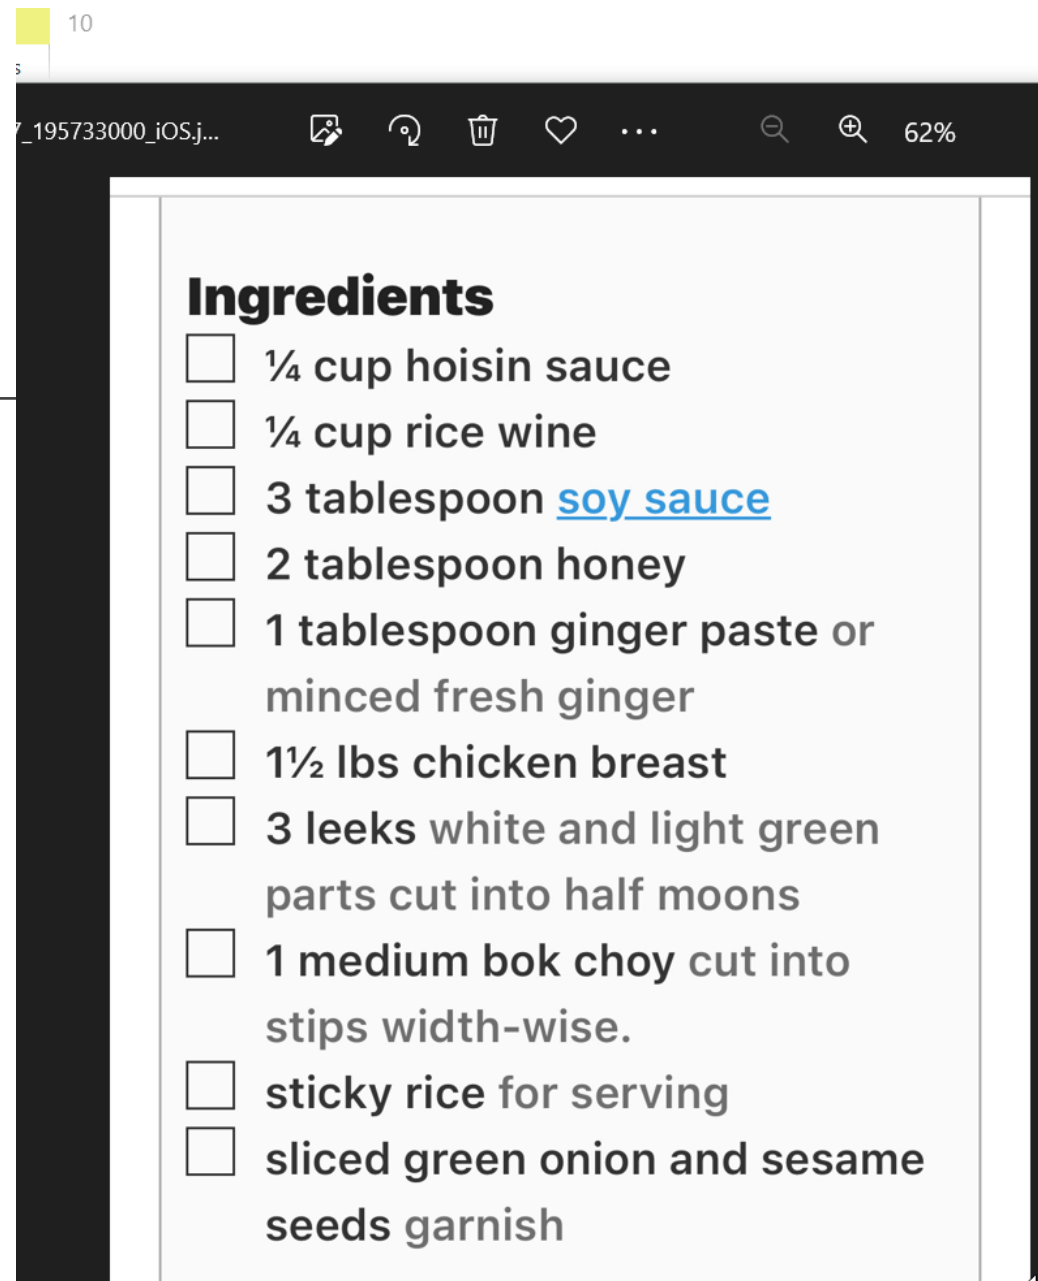 10
s
7_195733000_iOS.j...
62%
Ingredients
¼ cup hoisin sauce
¼ cup rice wine
3 tablespoon soy sauce
2 tablespoon honey
1 tablespoon ginger paste or
minced fresh ginger
1½ lbs chicken breast
3 leeks white and light green
parts cut into half moons
1 medium bok choy cut into
stips width-wise.
sticky rice for serving
sliced green onion and sesame
seeds garnish